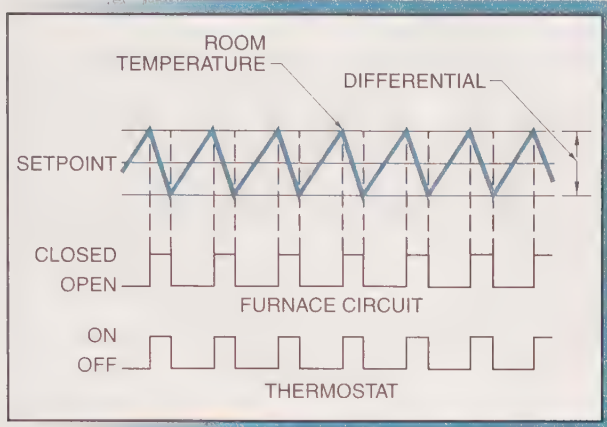 ROOM
TEMPERATURE
DIFFERENTIAL
SETPOINT
CLOSED
OPEN
FURNACE CIRCUIT
ON
OFF
THERMOSTAT